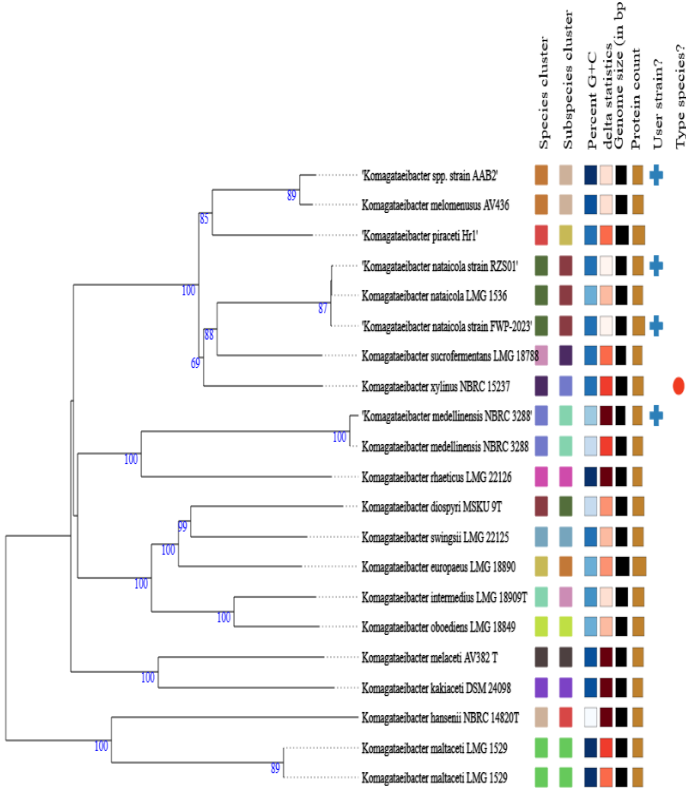 Species cluster
Subspecies cluster
Percent G+C
delta statistics
Genome size (in bp
Protein count
User strain?
Type species?
'Komagataeibacter spp. strain AAB2'
89
Komagataeibacter melomenusus AV436
85
'Komagataeibacter piraceti Hr1'
'Komagataeibacter nataicola strain RZS01'
100
Komagataeibacter nataicola LMG 1536
87
'Komagataeibacter nataicola strain FWP-2023'
88
Komagataeibacter sucrofermentans LMG 18788
69
Komagataeibacter xylinus NBRC 15237
'Komagataeibacter medellinensis NBRC 3288'
100
Komagataeibacter medellinensis NBRC 3288
100
Komagataeibacter rhaeticus LMG 22126
Komagataeibacter diospyri MSKU 9T
99
Komagataeibacter swingsii LMG 22125
100
Komagataeibacter europaeus LMG 18890
100
Komagataeibacter intermedius LMG 18909T
100
Komagataeibacter oboediens LMG 18849
Komagataeibacter melaceti AV382 T
100
Komagataeibacter kakiaceti DSM 24098
Komagataeibacter hansenii NBRC 14820T
100
Komagataeibacter maltaceti LMG 1529
89
Komagataeibacter maltaceti LMG 1529